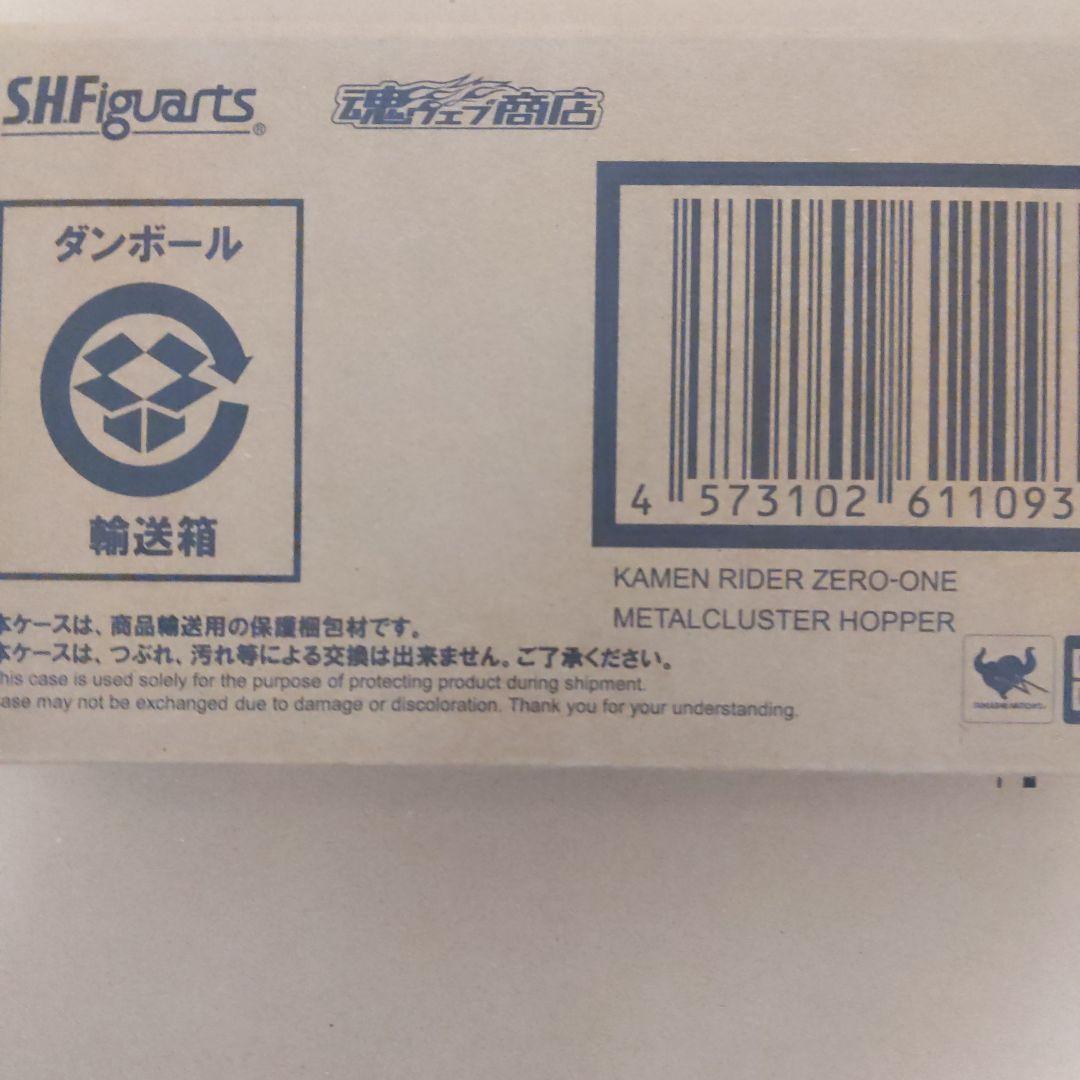 S.H.Figuarts®
魂ウェブ商店
ダンボール
輸送箱
4 573102 611093
KAMEN RIDER ZERO-ONE
METALCLUSTER HOPPER
本ケースは、商品輸送用の保護梱包材です。
本ケースは、つぶれ、汚れ等による交換は出来ません。ご了承ください。
his case is used solely for the purpose of protecting product during shipment.
ase may not be exchanged due to damage or discoloration. Thank you for your understanding.
TAMASHII NATIONS